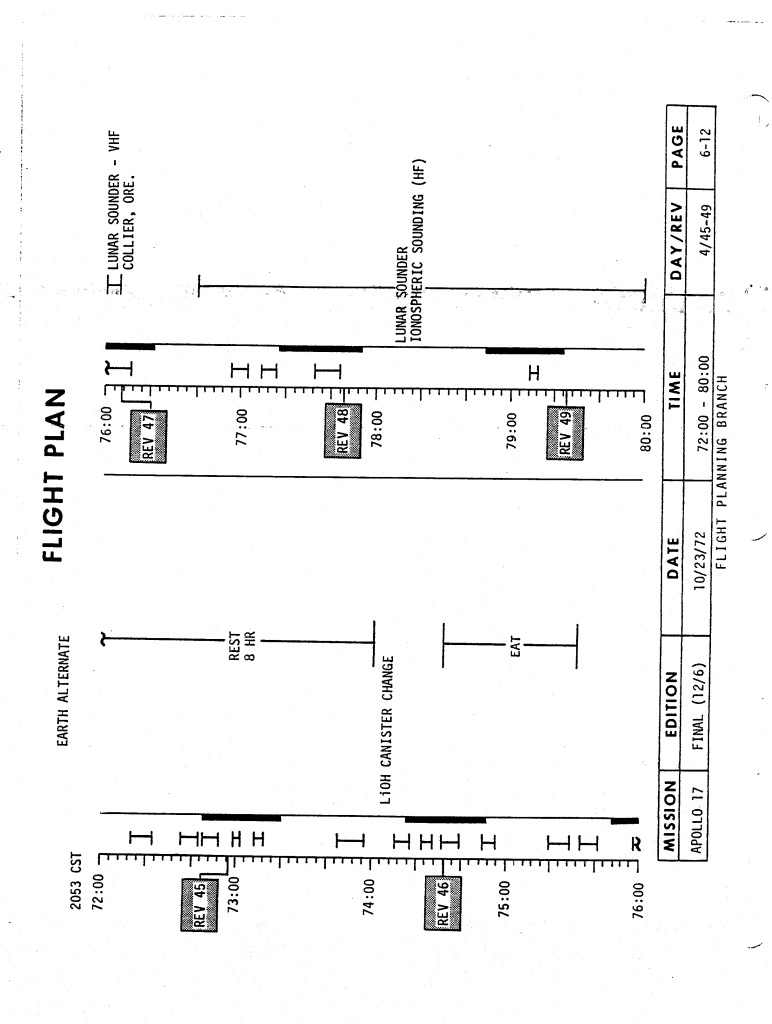 FLIGHT PLAN
EARTH ALTERNATE
2053 CST
72:00
REV 45
73:00
74:00
REV 46
75:00
76:00
REST
8 HR
LiOH CANISTER CHANGE
EAT
76:00
REV 47
77:00
REV 48
78:00
79:00
REV 49
80:00
LUNAR SOUNDER - VHF
COLLIER, ORE.
LUNAR SOUNDER
IONOSPHERIC SOUNDING (HF)
MISSION EDITION DATE TIME DAY/REV PAGE
APOLLO 17 FINAL (12/6) 10/23/72 72:00 - 80:00 4/45-49 6-12
FLIGHT PLANNING BRANCH